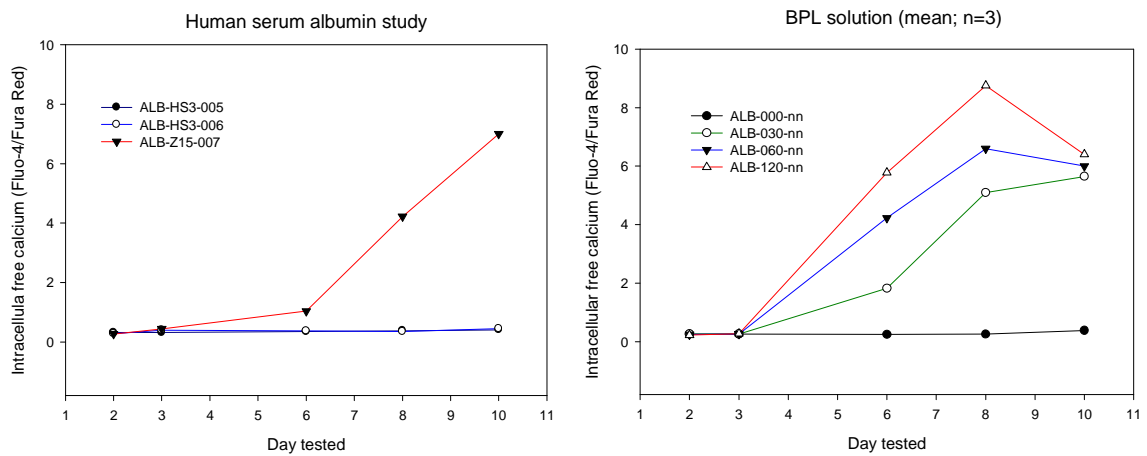 Human serum albumin study
Intracellula free calcium (Fluo-4/Fura Red)
10
8
6
4
2
0
ALB-HS3-005
ALB-HS3-006
ALB-Z15-007
1 2 3 4 5 6 7 8 9 10 11
Day tested
BPL solution (mean; n=3)
Intracellular free calcium (Fluo-4/Fura Red)
10
8
6
4
2
0
ALB-000-nn
ALB-030-nn
ALB-060-nn
ALB-120-nn
1 2 3 4 5 6 7 8 9 10 11
Day tested